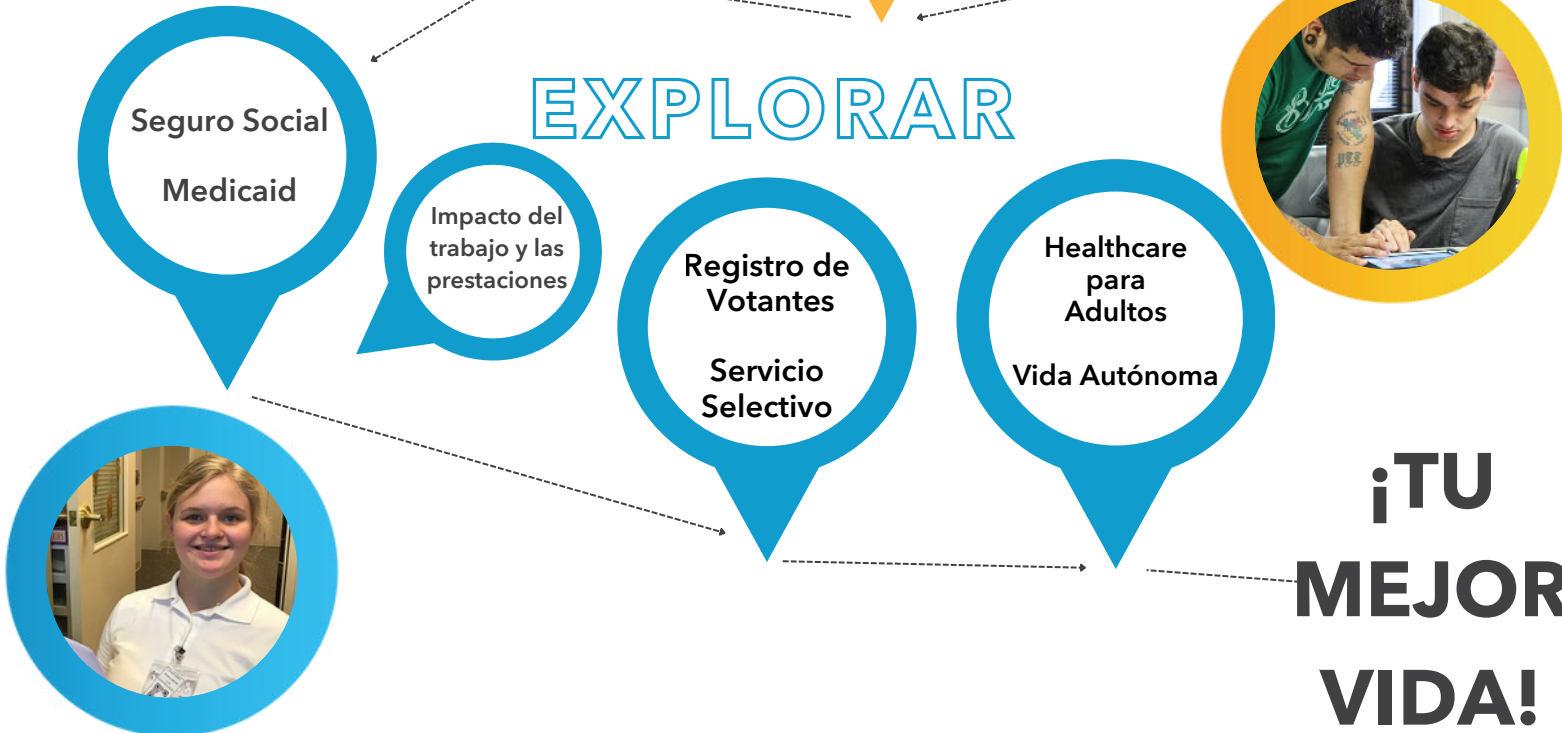 EXPLORAR
Seguro Social
Medicaid
Impacto del
trabajo y las
prestaciones
Registro de
Votantes
Servicio
Selectivo
Healthcare
para
Adultos
Vida Autónoma
¡TU
MEJOR
VIDA!